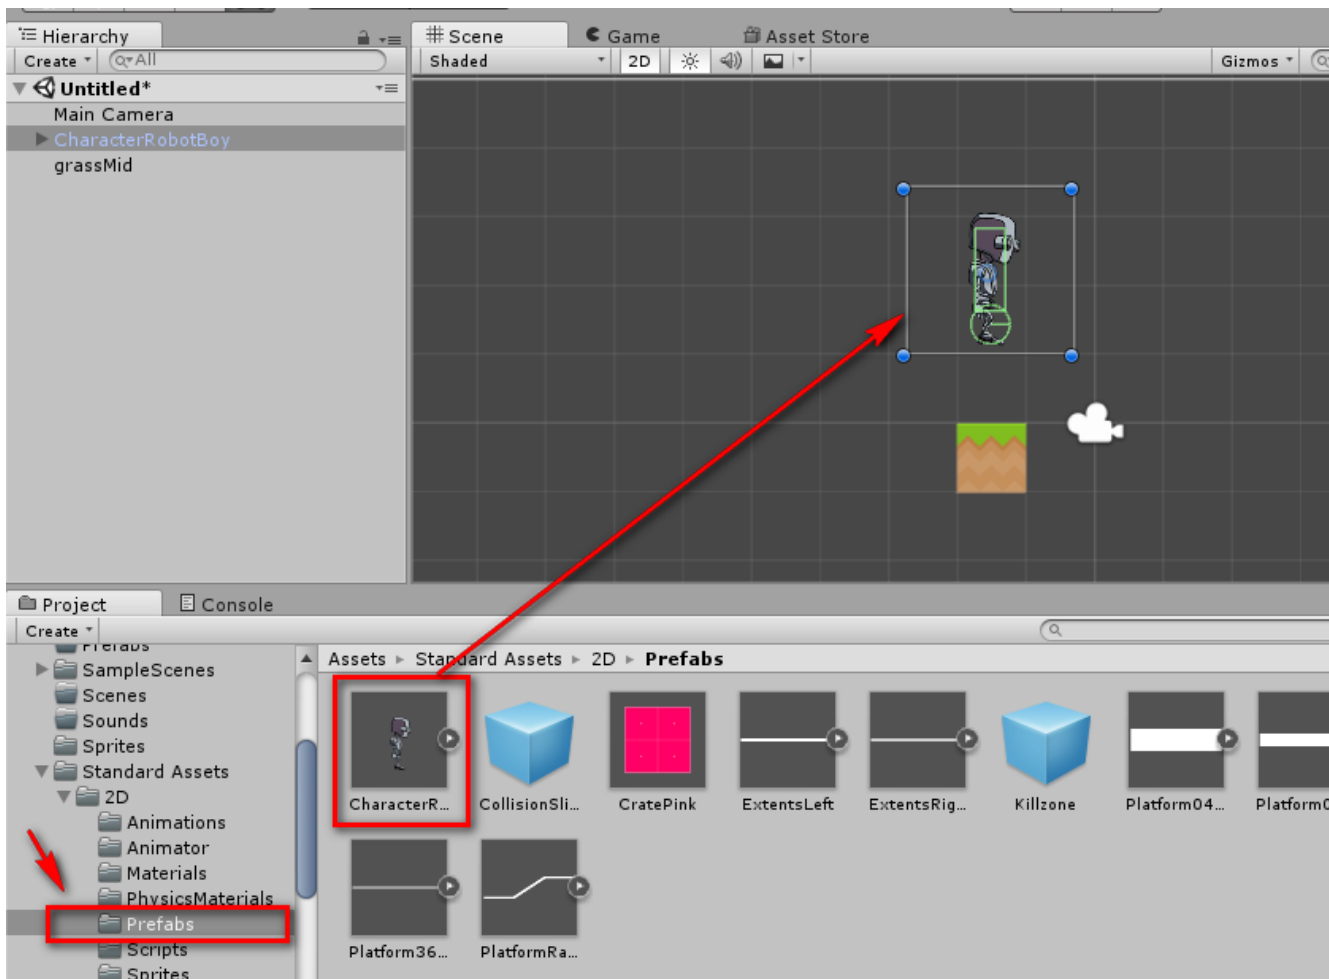 Hierarchy
Create All
Untitled*
Main Camera
CharacterRobotBoy
grassMid
Scene Game Asset Store
Shaded 2D Gizmos
Project Console
Create
Prefabs
SampleScenes
Scenes
Sounds
Sprites
Standard Assets
2D
Animations
Animator
Materials
PhysicsMaterials
Prefabs
Scripts
Sprites
Assets Standard Assets 2D Prefabs
CharacterR... CollisionSli... CratePink ExtentsLeft ExtentsRig... Killzone Platform04... Platform0
Platform36... PlatformRa...